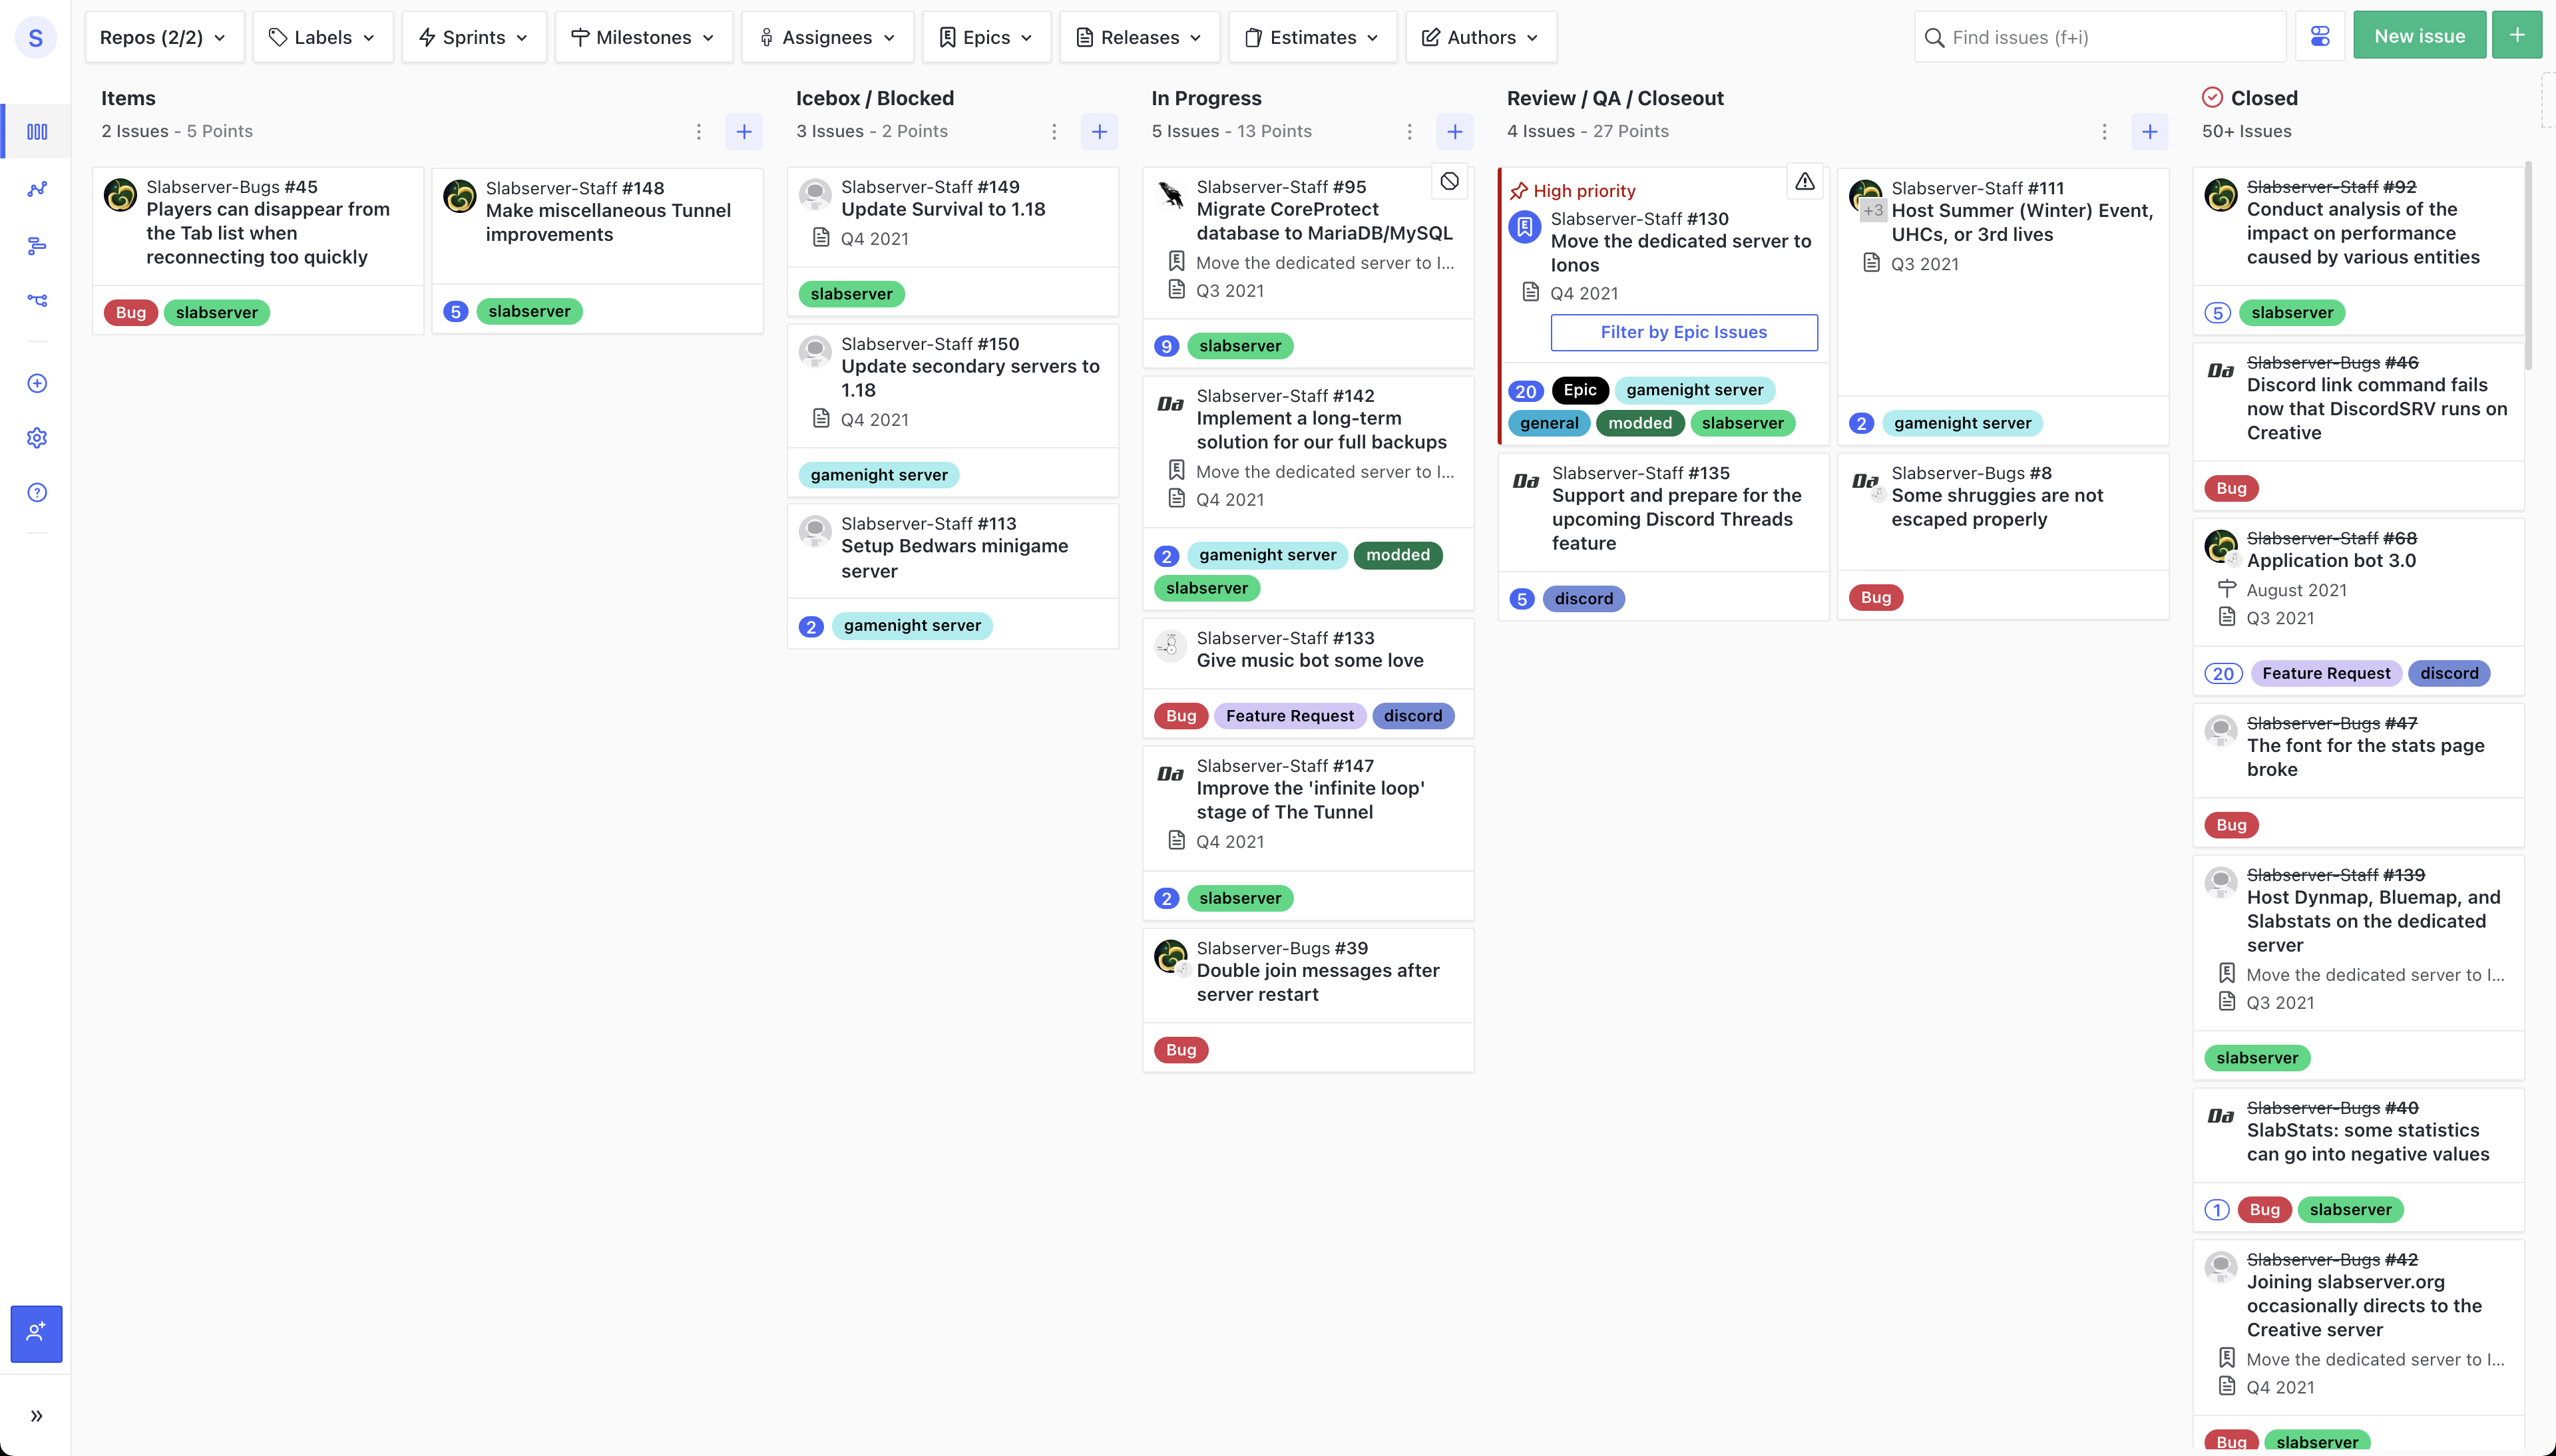 S
Repos (2/2)
Labels
Sprints
Milestones
Assignees
Epics
Releases
Estimates
Authors
Find issues (f+i)
New issue
Items
2 Issues - 5 Points
Slabserver-Bugs #45
Players can disappear from
the Tab list when
reconnecting too quickly
Bug slabserver
Slabserver-Staff #148
Make miscellaneous Tunnel
improvements
5 slabserver
Icebox / Blocked
3 Issues - 2 Points
Slabserver-Staff #149
Update Survival to 1.18
Q4 2021
slabserver
Slabserver-Staff #150
Update secondary servers to
1.18
Q4 2021
gamenight server
Slabserver-Staff #113
Setup Bedwars minigame
server
2 gamenight server
In Progress
5 Issues - 13 Points
Slabserver-Staff #95
Migrate CoreProtect
database to MariaDB/MySQL
Move the dedicated server to I...
Q3 2021
9 slabserver
Da
Slabserver-Staff #142
Implement a long-term
solution for our full backups
Move the dedicated server to I...
Q4 2021
2 gamenight server modded
slabserver
Slabserver-Staff #133
Give music bot some love
Bug Feature Request discord
Da
Slabserver-Staff #147
Improve the 'infinite loop'
stage of The Tunnel
Q4 2021
2 slabserver
Slabserver-Bugs #39
Double join messages after
server restart
Bug
Review / QA / Closeout
4 Issues - 27 Points
High priority
Slabserver-Staff #130
Move the dedicated server to
Ionos
Q4 2021
Filter by Epic Issues
20 Epic gamenight server
general modded slabserver
+3
Slabserver-Staff #111
Host Summer (Winter) Event,
UHCs, or 3rd lives
Q3 2021
2 gamenight server
Da
Slabserver-Staff #135
Support and prepare for the
upcoming Discord Threads
feature
5 discord
Da
Slabserver-Bugs #8
Some shruggies are not
escaped properly
Bug
Closed
50+ Issues
Slabserver-Staff #92
Conduct analysis of the
impact on performance
caused by various entities
5 slabserver
Da
Slabserver-Bugs #46
Discord link command fails
now that DiscordSRV runs on
Creative
Bug
Slabserver-Staff #68
Application bot 3.0
August 2021
Q3 2021
20 Feature Request discord
Slabserver-Bugs #47
The font for the stats page
broke
Bug
Slabserver-Staff #139
Host Dynmap, Bluemap, and
Slabstats on the dedicated
server
Move the dedicated server to I...
Q3 2021
slabserver
Da
Slabserver-Bugs #40
SlabStats: some statistics
can go into negative values
1 Bug slabserver
Slabserver-Bugs #42
Joining slabserver.org
occasionally directs to the
Creative server
Move the dedicated server to I...
Q4 2021
Bug slabserver